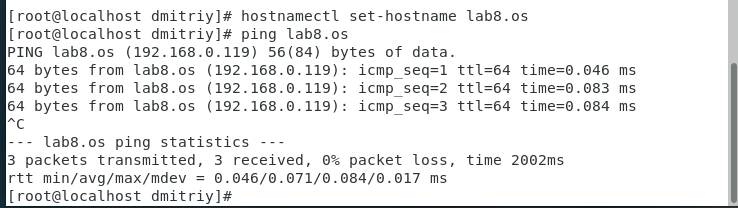 [root@localhost dmitriy]# hostnamectl set-hostname lab8.os
[root@localhost dmitriy]# ping lab8.os
PING lab8.os (192.168.0.119) 56(84) bytes of data.
64 bytes from lab8.os (192.168.0.119): icmp_seq=1 ttl=64 time=0.046 ms
64 bytes from lab8.os (192.168.0.119): icmp_seq=2 ttl=64 time=0.083 ms
64 bytes from lab8.os (192.168.0.119): icmp_seq=3 ttl=64 time=0.084 ms
^C
--- lab8.os ping statistics ---
3 packets transmitted, 3 received, 0% packet loss, time 2002ms
rtt min/avg/max/mdev = 0.046/0.071/0.084/0.017 ms
[root@localhost dmitriy]#